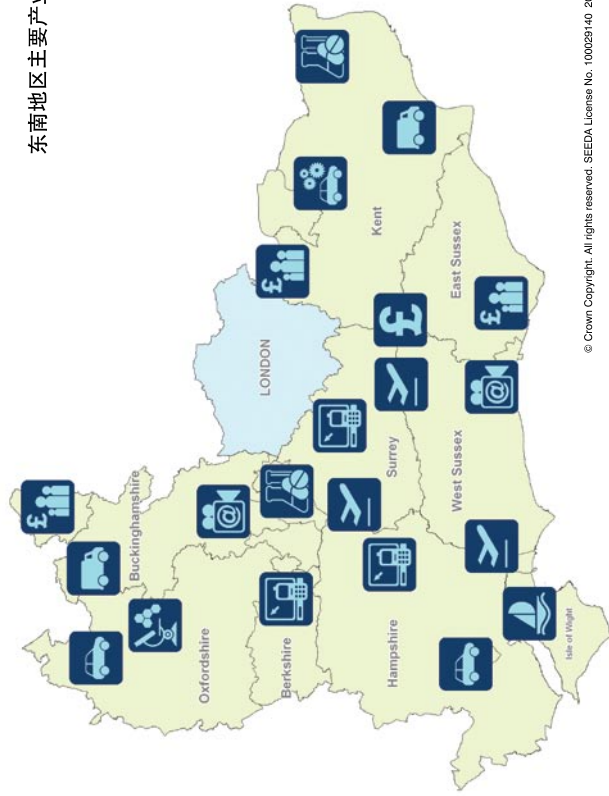 东南地区主要产
Buckinghamshire
Oxfordshire
LONDON
Berkshire
Kent
Surrey
Hampshire
East Sussex
West Sussex
Isle of Wight
© Crown Copyright. All rights reserved. SEEDA License No. 100029140